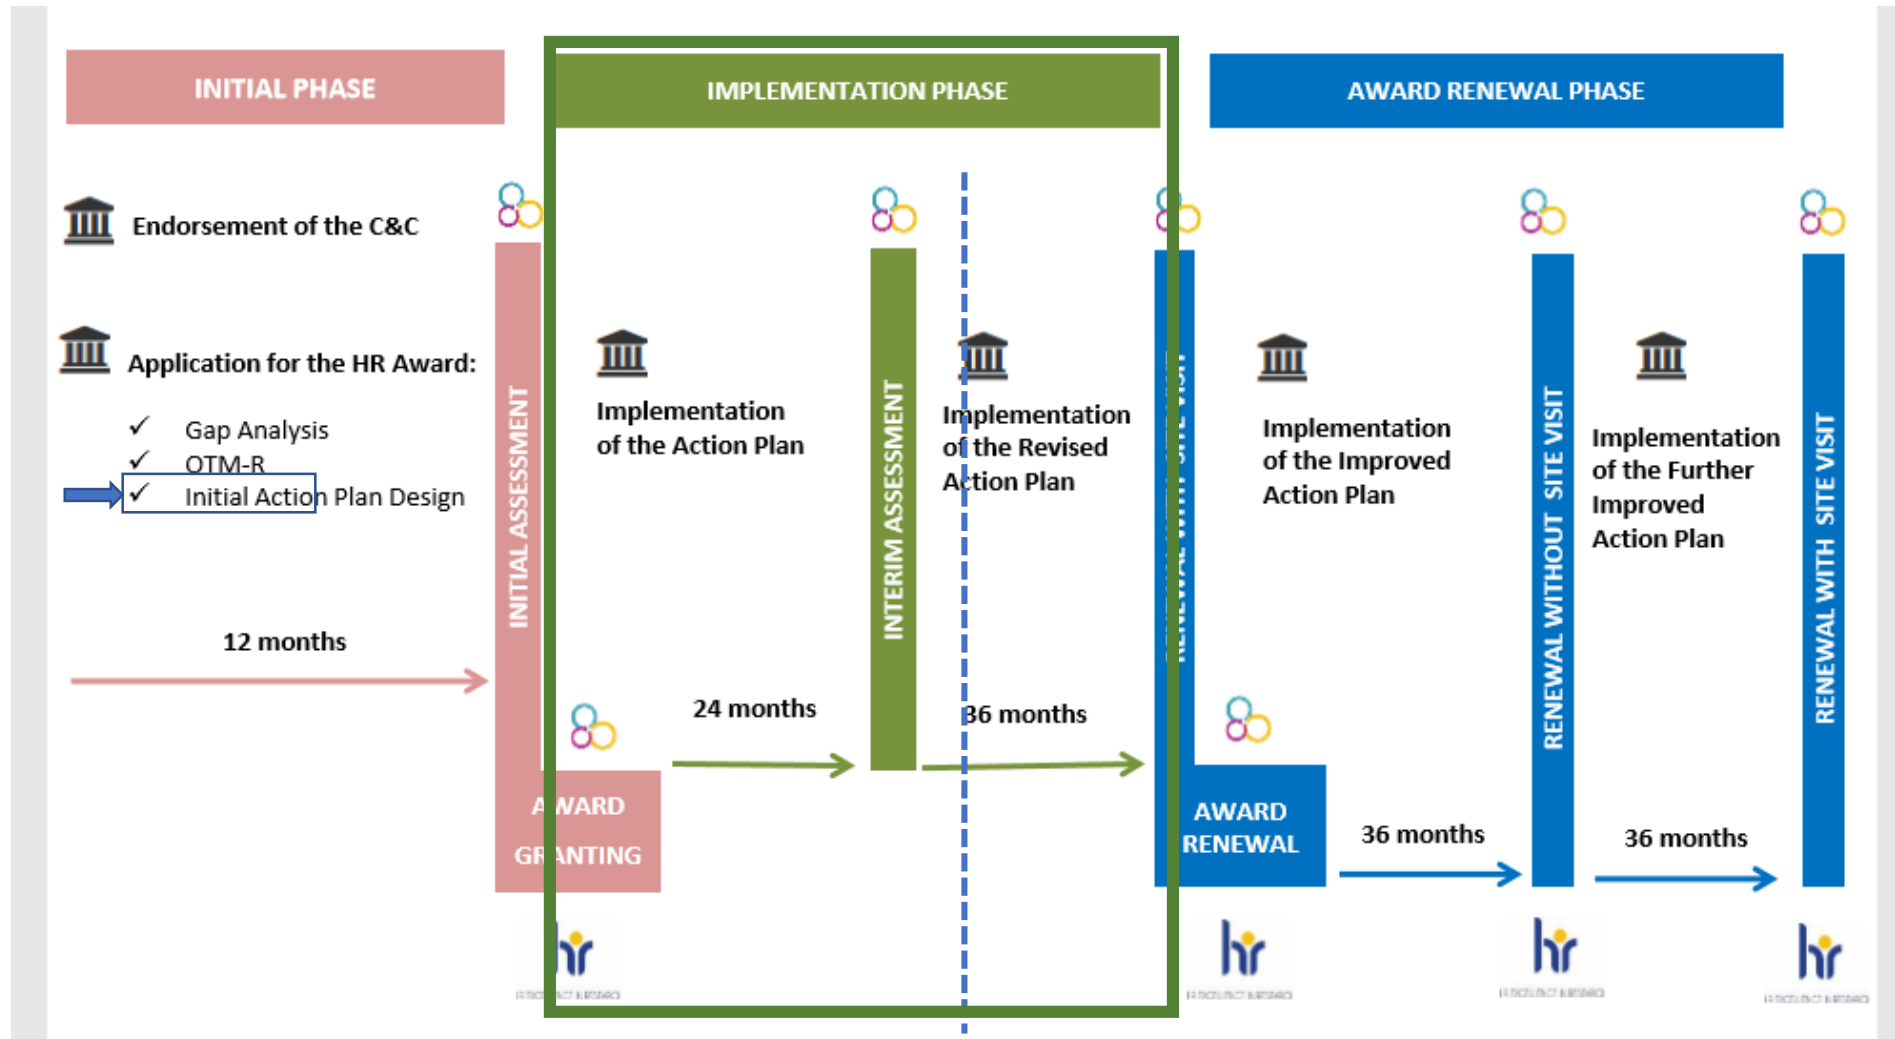 INITIAL PHASE
IMPLEMENTATION PHASE
AWARD RENEWAL PHASE
Endorsement of the C&C
Application for the HR Award:
✓ Gap Analysis
✓ OTM-R
✓ Initial Action Plan Design
12 months
INITIAL ASSESSMENT
AWARD
GRANTING
Implementation
of the Action Plan
24 months
INTERIM ASSESSMENT
Implementation
of the Revised
Action Plan
36 months
RENEWAL WITH SITE VISIT
AWARD
RENEWAL
Implementation
of the Improved
Action Plan
36 months
RENEWAL WITHOUT SITE VISIT
Implementation
of the Further
Improved
Action Plan
36 months
RENEWAL WITH SITE VISIT
hr
hr
hr
hr